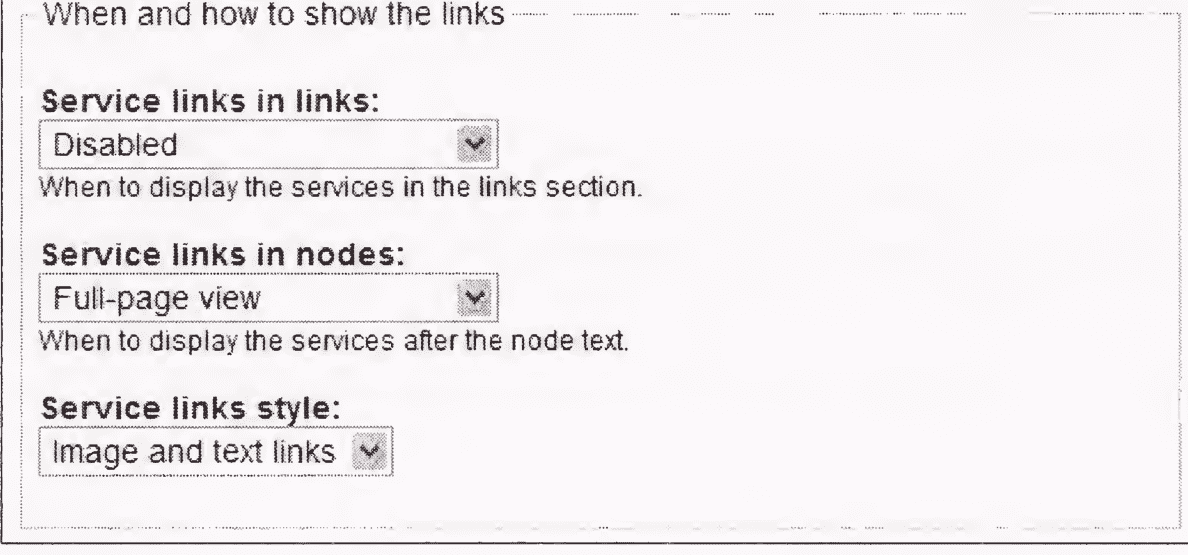 When and how to show the links
Service links in links:
Disabled
When to display the services in the links section.
Service links in nodes:
Full-page view
When to display the services after the node text.
Service links style:
Image and text links